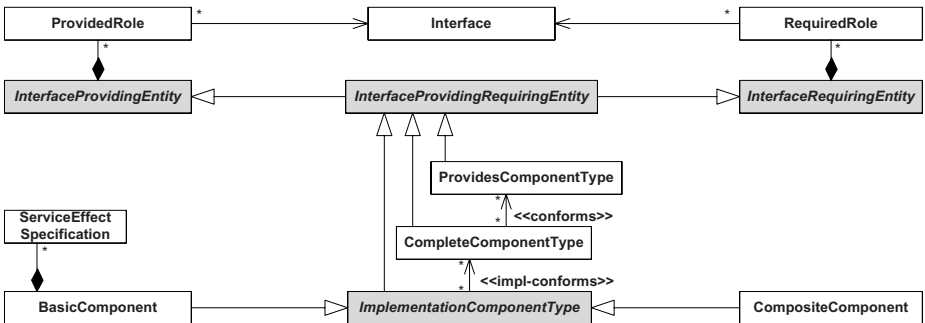 ProvidedRole
*
Interface
*
RequiredRole
*
*
InterfaceProvidingEntity
InterfaceProvidingRequiringEntity
InterfaceRequiringEntity
ProvidesComponentType
*
<<conforms>>
*
ServiceEffect
Specification
*
CompleteComponentType
*
<<impl-conforms>>
*
BasicComponent
ImplementationComponentType
CompositeComponent